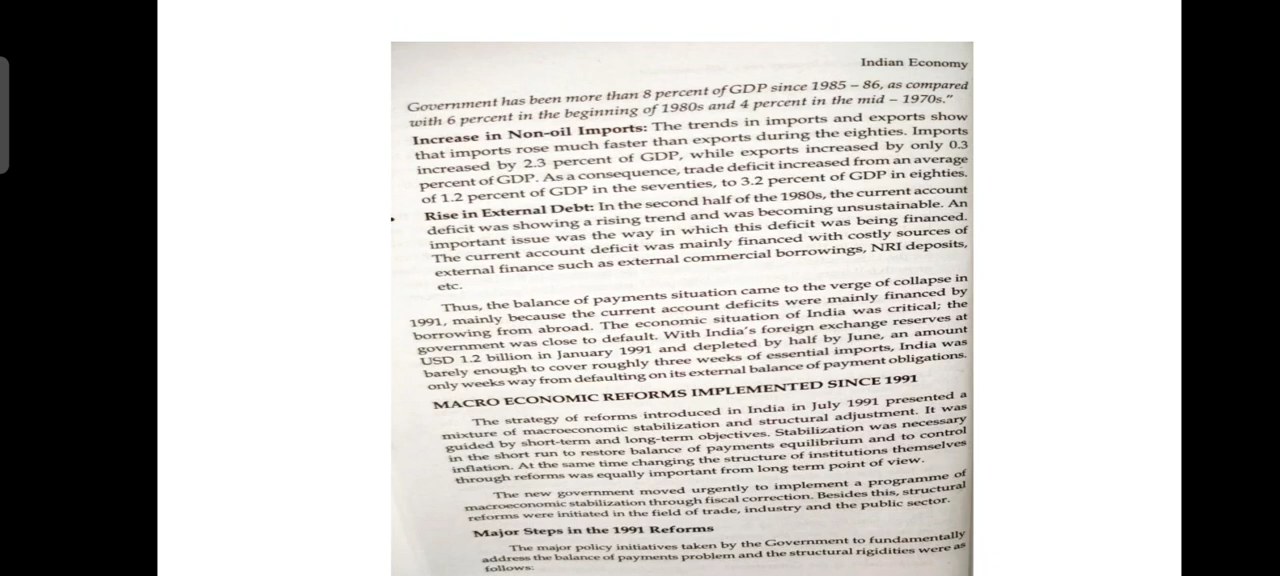 Indian Economy
Government has been more than 8 percent of GDP since 1985 – 86, as compared
with 6 percent in the beginning of 1980s and 4 percent in the mid – 1970s."
Increase in Non-oil Imports: The trends in imports and exports show
that imports rose much faster than exports during the eighties. Imports
increased by 2.3 percent of GDP, while exports increased by only 0.3
percent of GDP. As a consequence, trade deficit increased from an average
of 1.2 percent of GDP in the seventies, to 3.2 percent of GDP in eighties.
Rise in External Debt: In the second half of the 1980s, the current account
deficit was showing a rising trend and was becoming unsustainable. An
important issue was the way in which this deficit was being financed.
The current account deficit was mainly financed with costly sources of
external finance such as external commercial borrowings, NRI deposits,
etc.
Thus, the balance of payments situation came to the verge of collapse in
1991, mainly because the current account deficits were mainly financed by
borrowing from abroad. The economic situation of India was critical; the
government was close to default. With India's foreign exchange reserves at
USD 1.2 billion in January 1991 and depleted by half by June, an amount
barely enough to cover roughly three weeks of essential imports, India was
only weeks way from defaulting on its external balance of payment obligations.
MACRO ECONOMIC REFORMS IMPLEMENTED SINCE 1991
The strategy of reforms introduced in India in July 1991 presented a
mixture of macroeconomic stabilization and structural adjustment. It was
guided by short-term and long-term objectives. Stabilization was necessary
in the short run to restore balance of payments equilibrium and to control
inflation. At the same time changing the structure of institutions themselves
through reforms was equally important from long term point of view.
The new government moved urgently to implement a programme of
macroeconomic stabilization through fiscal correction. Besides this, structural
reforms were initiated in the field of trade, industry and the public sector.
Major Steps in the 1991 Reforms
The major policy initiatives taken by the Government to fundamentally
address the balance of payments problem and the structural rigidities were as
follows: